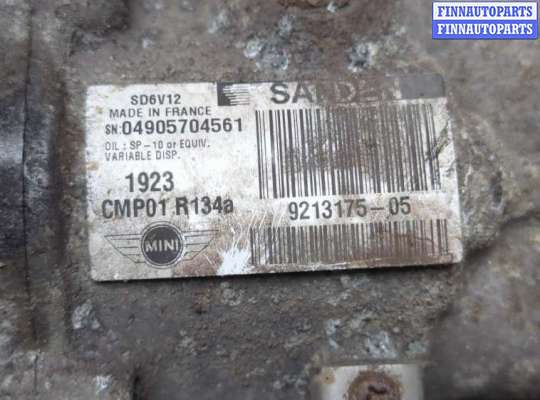 FINNAUTOPARTS
FINNAUTOPARTS
SD6V12
MADE IN FRANCE
SN:04905704561
OIL : SP-10 or EQUIV.
VARIABLE DISP.
SANDEN
1923
CMP01 R134a
9213175-05
MINI